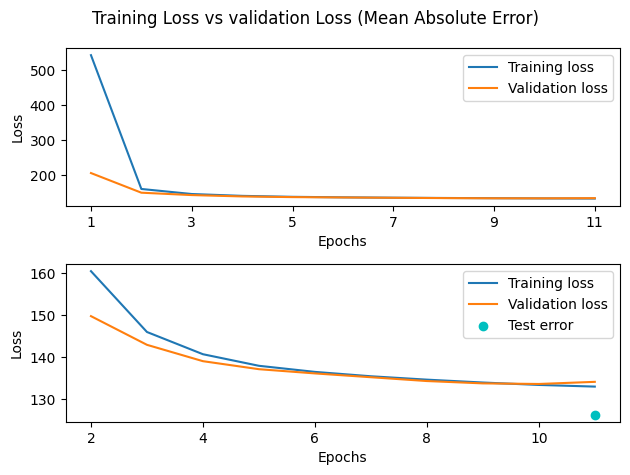 Training Loss vs validation Loss (Mean Absolute Error)
500
400
300
200
Loss
Training loss
Validation loss
1 3 5 7 9 11
Epochs
160
150
140
130
Loss
Training loss
Validation loss
Test error
2 4 6 8 10
Epochs